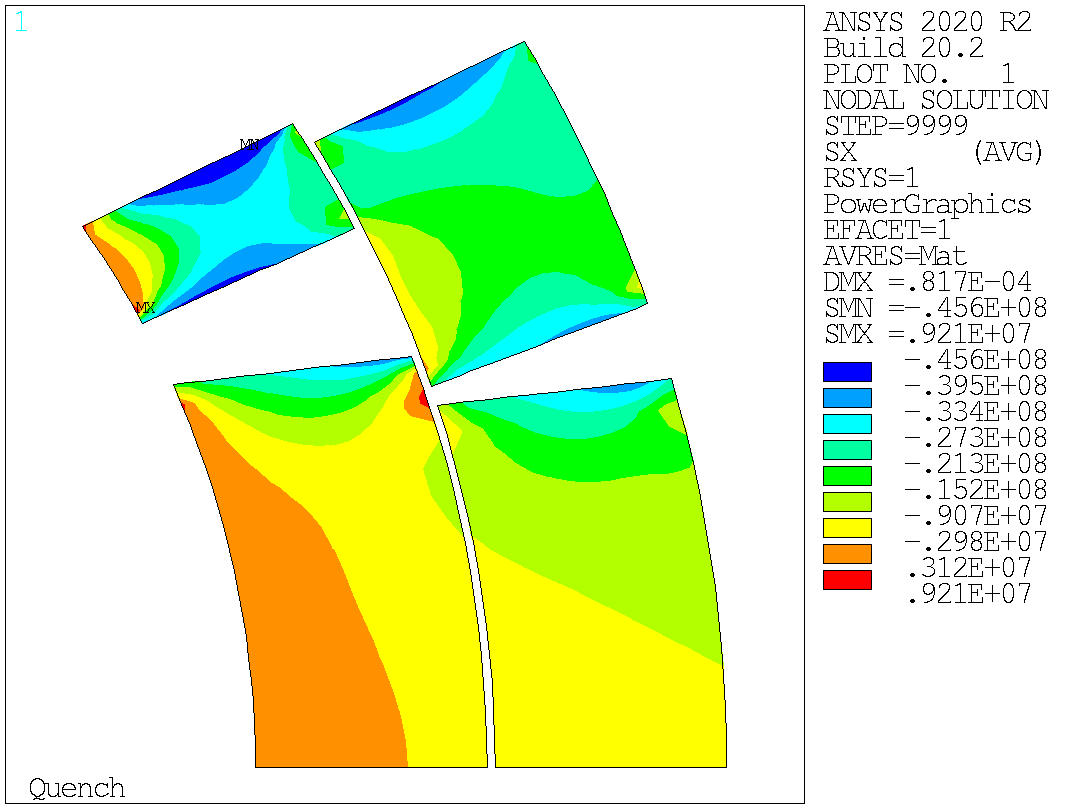 1
ANSYS 2020 R2
Build 20.2
PLOT NO. 1
NODAL SOLUTION
STEP=9999
SX (AVG)
RSYS=1
PowerGraphics
EFACET=1
AVRES=Mat
DMX =.817E-04
SMN =-.456E+08
SMX =.921E+07
-.456E+08
-.395E+08
-.334E+08
-.273E+08
-.213E+08
-.152E+08
-.907E+07
-.298E+07
.312E+07
.921E+07
MX
Quench